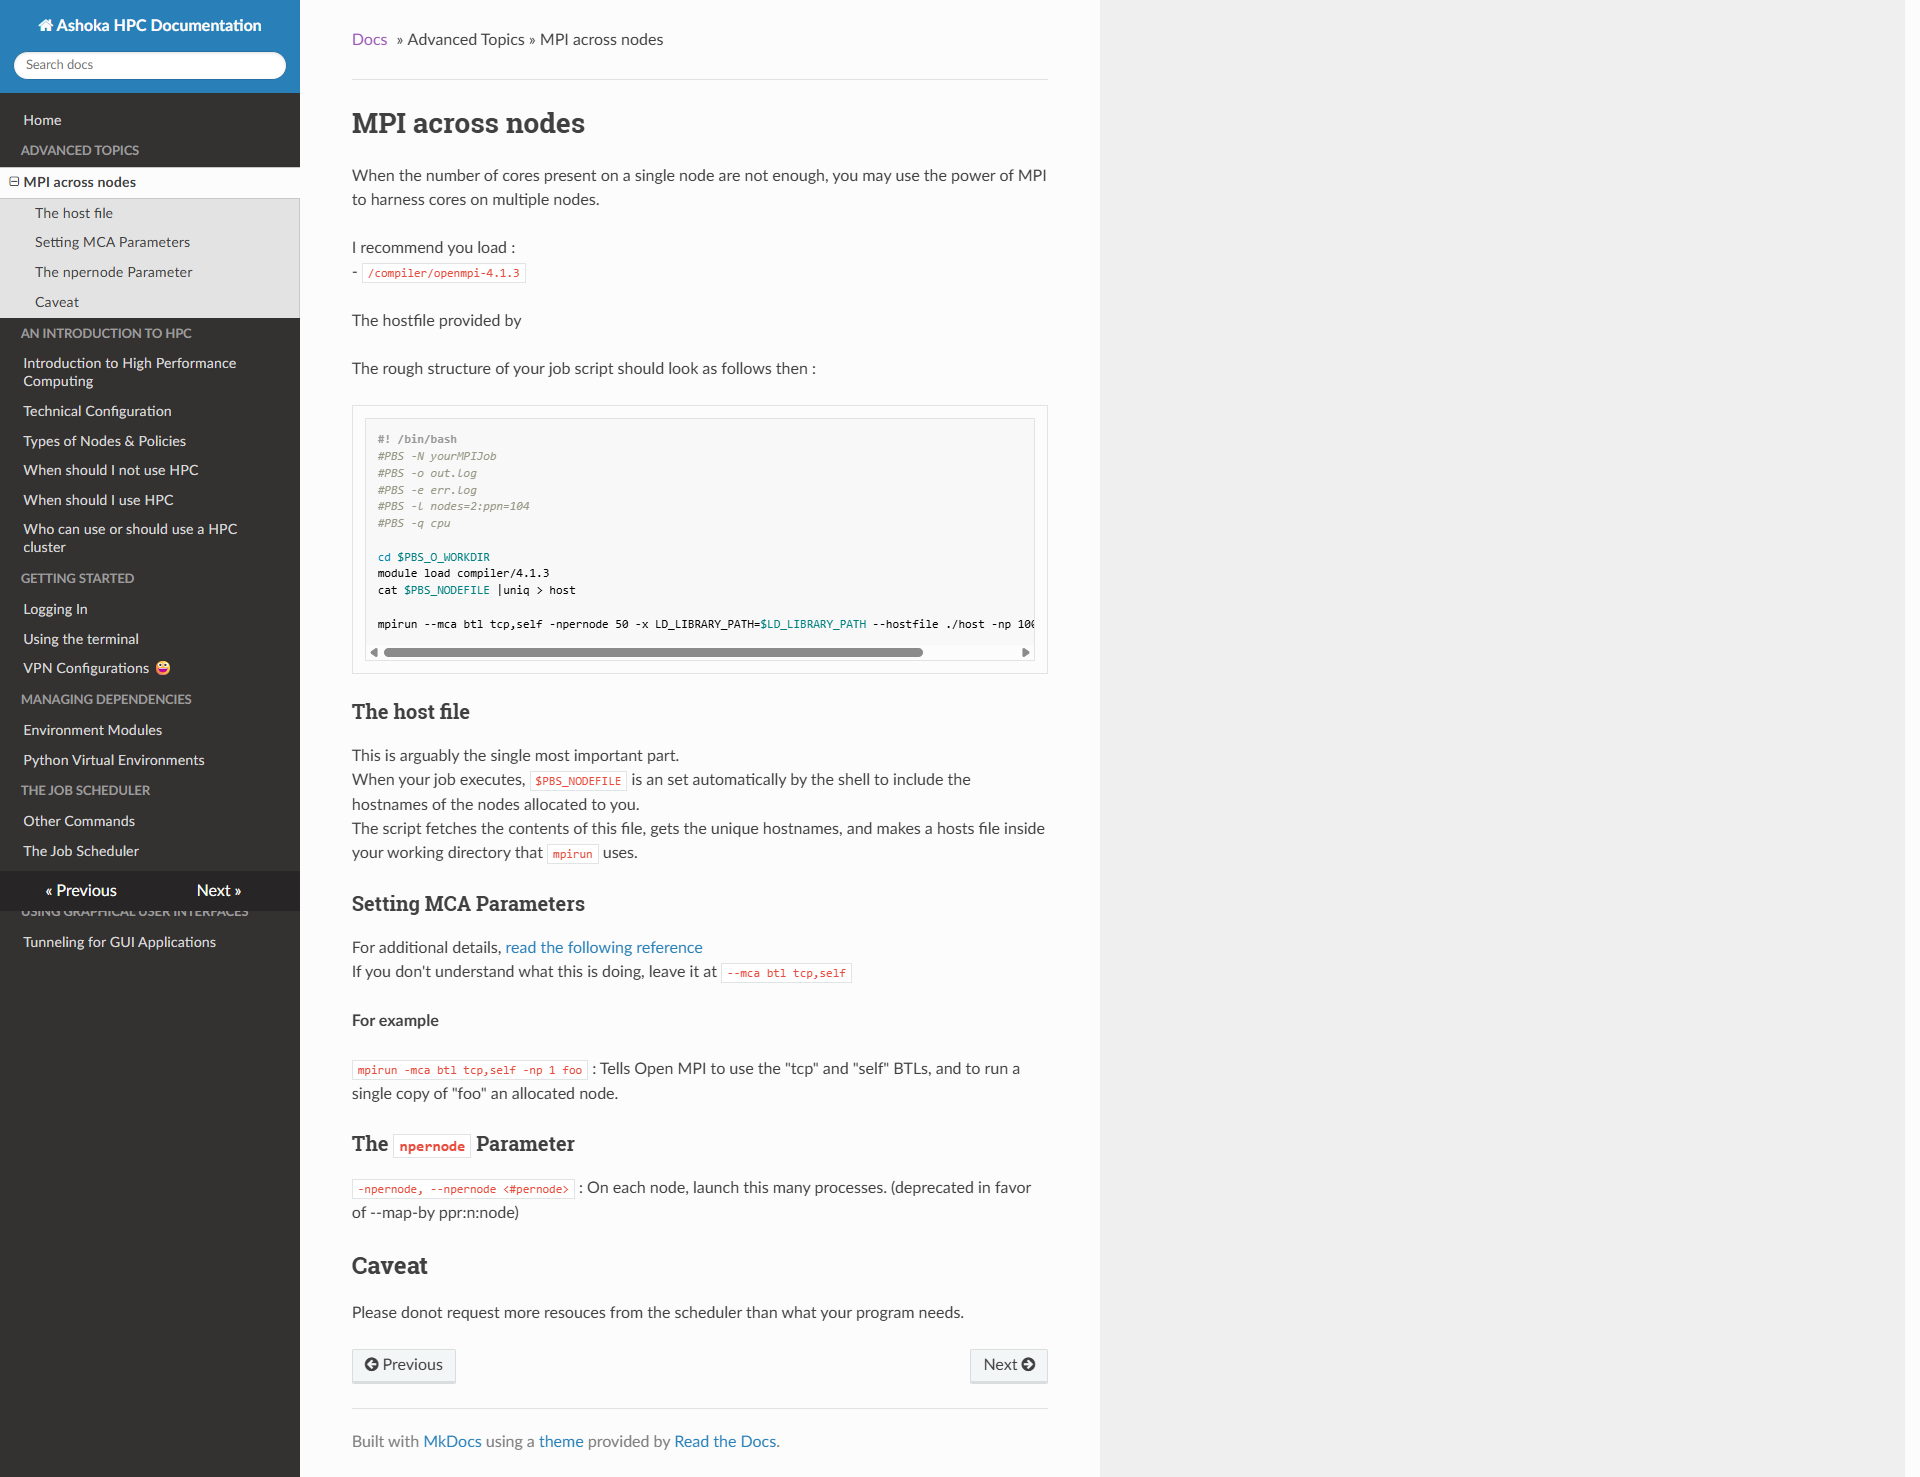 Ashoka HPC Documentation
Search docs
Home
ADVANCED TOPICS
MPI across nodes
The host file
Setting MCA Parameters
The npernode Parameter
Caveat
AN INTRODUCTION TO HPC
Introduction to High Performance
Computing
Technical Configuration
Types of Nodes & Policies
When should I not use HPC
When should I use HPC
Who can use or should use a HPC
cluster
GETTING STARTED
Logging In
Using the terminal
VPN Configurations 😀
MANAGING DEPENDENCIES
Environment Modules
Python Virtual Environments
THE JOB SCHEDULER
Other Commands
The Job Scheduler
« Previous
Next »
USING GRAPHICAL USER INTERFACES
Tunneling for GUI Applications
Docs » Advanced Topics » MPI across nodes
MPI across nodes
When the number of cores present on a single node are not enough, you may use the power of MPI
to harness cores on multiple nodes.
I recommend you load :
- /compiler/openmpi-4.1.3
The hostfile provided by
The rough structure of your job script should look as follows then :
#! /bin/bash
#PBS -N yourMPIJob
#PBS -o out.log
#PBS -e err.log
#PBS -l nodes=2:ppn=104
#PBS -q cpu
cd $PBS_O_WORKDIR
module load compiler/4.1.3
cat $PBS_NODEFILE |uniq > host
mpirun --mca btl tcp,self -npernode 50 -x LD_LIBRARY_PATH=$LD_LIBRARY_PATH --hostfile ./host -np 100
The host file
This is arguably the single most important part.
When your job executes, $PBS_NODEFILE is an set automatically by the shell to include the
hostnames of the nodes allocated to you.
The script fetches the contents of this file, gets the unique hostnames, and makes a hosts file inside
your working directory that mpirun uses.
Setting MCA Parameters
For additional details, read the following reference
If you don't understand what this is doing, leave it at --mca btl tcp,self
For example
mpirun -mca btl tcp,self -np 1 foo : Tells Open MPI to use the "tcp" and "self" BTLs, and to run a
single copy of "foo" an allocated node.
The npernode Parameter
-npernode, --npernode <#pernode> : On each node, launch this many processes. (deprecated in favor
of --map-by ppr:n:node)
Caveat
Please donot request more resouces from the scheduler than what your program needs.
Previous
Next
Built with MkDocs using a theme provided by Read the Docs.